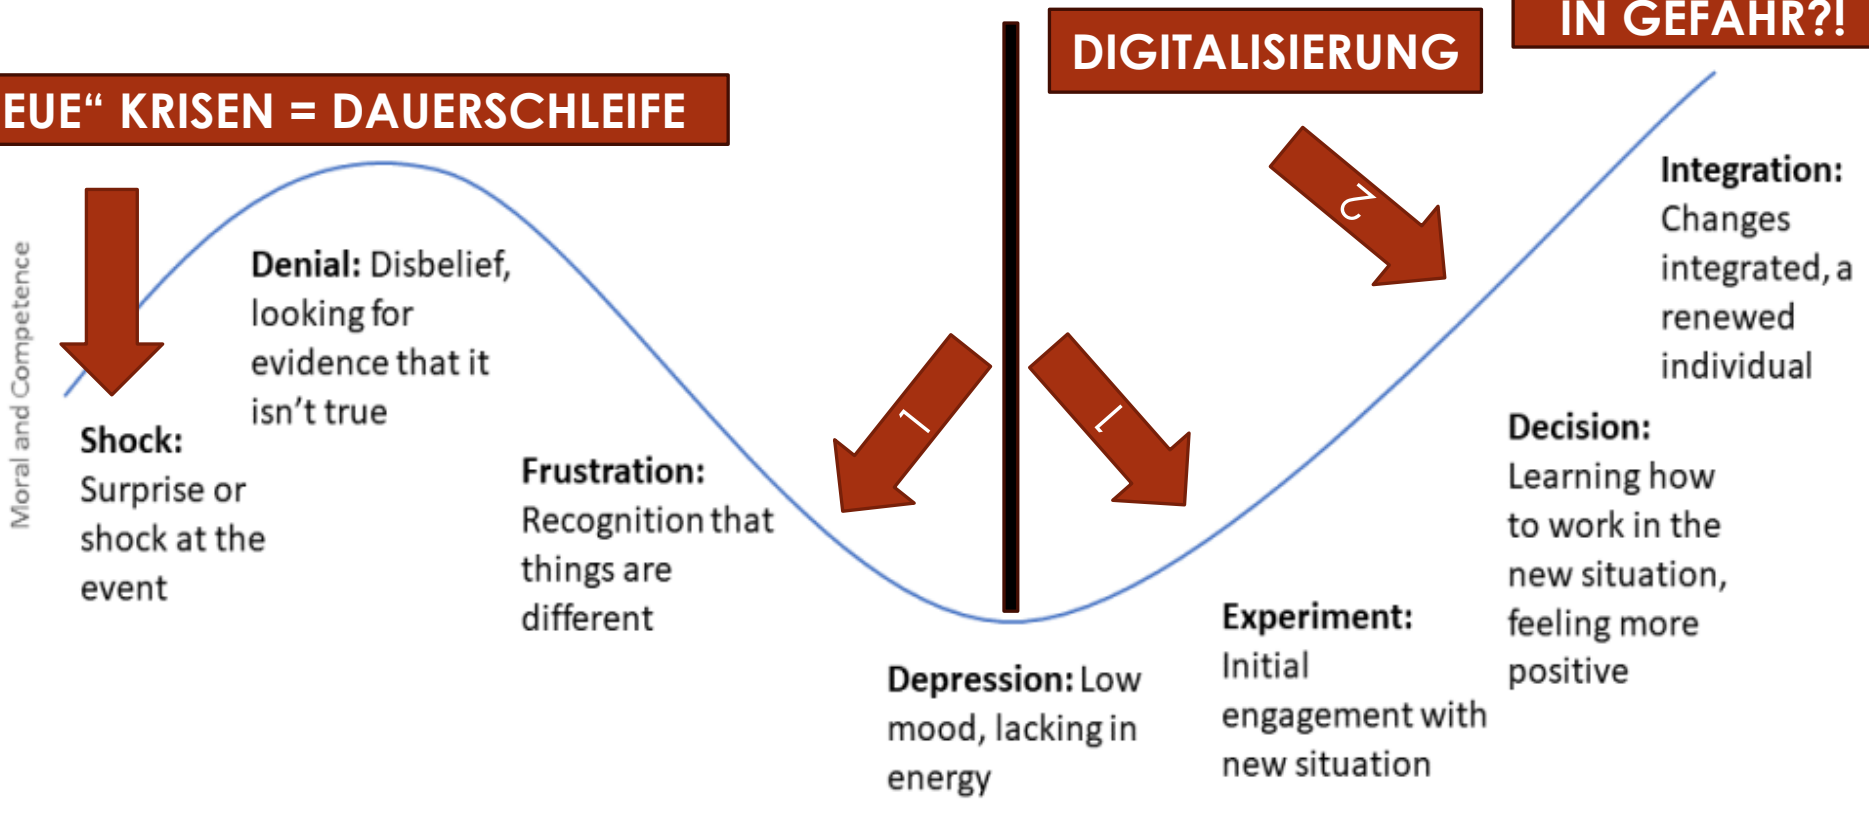 IN GEFAHR?!
DIGITALISIERUNG
EUE“ KRISEN = DAUERSCHLEIFE
Moral and Competence
Shock:
Surprise or
shock at the
event
Denial: Disbelief,
looking for
evidence that it
isn’t true
Frustration:
Recognition that
things are
different
1
1
2
Depression: Low
mood, lacking in
energy
Experiment:
Initial
engagement with
new situation
Decision:
Learning how
to work in the
new situation,
feeling more
positive
Integration:
Changes
integrated, a
renewed
individual